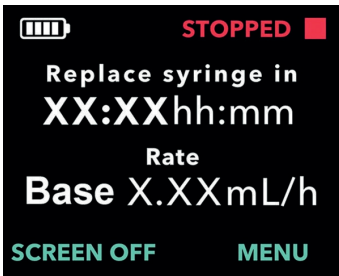 STOPPED
Replace syringe in
XX:XXhh:mm
Rate
Base X.XXmL/h
SCREEN OFF MENU